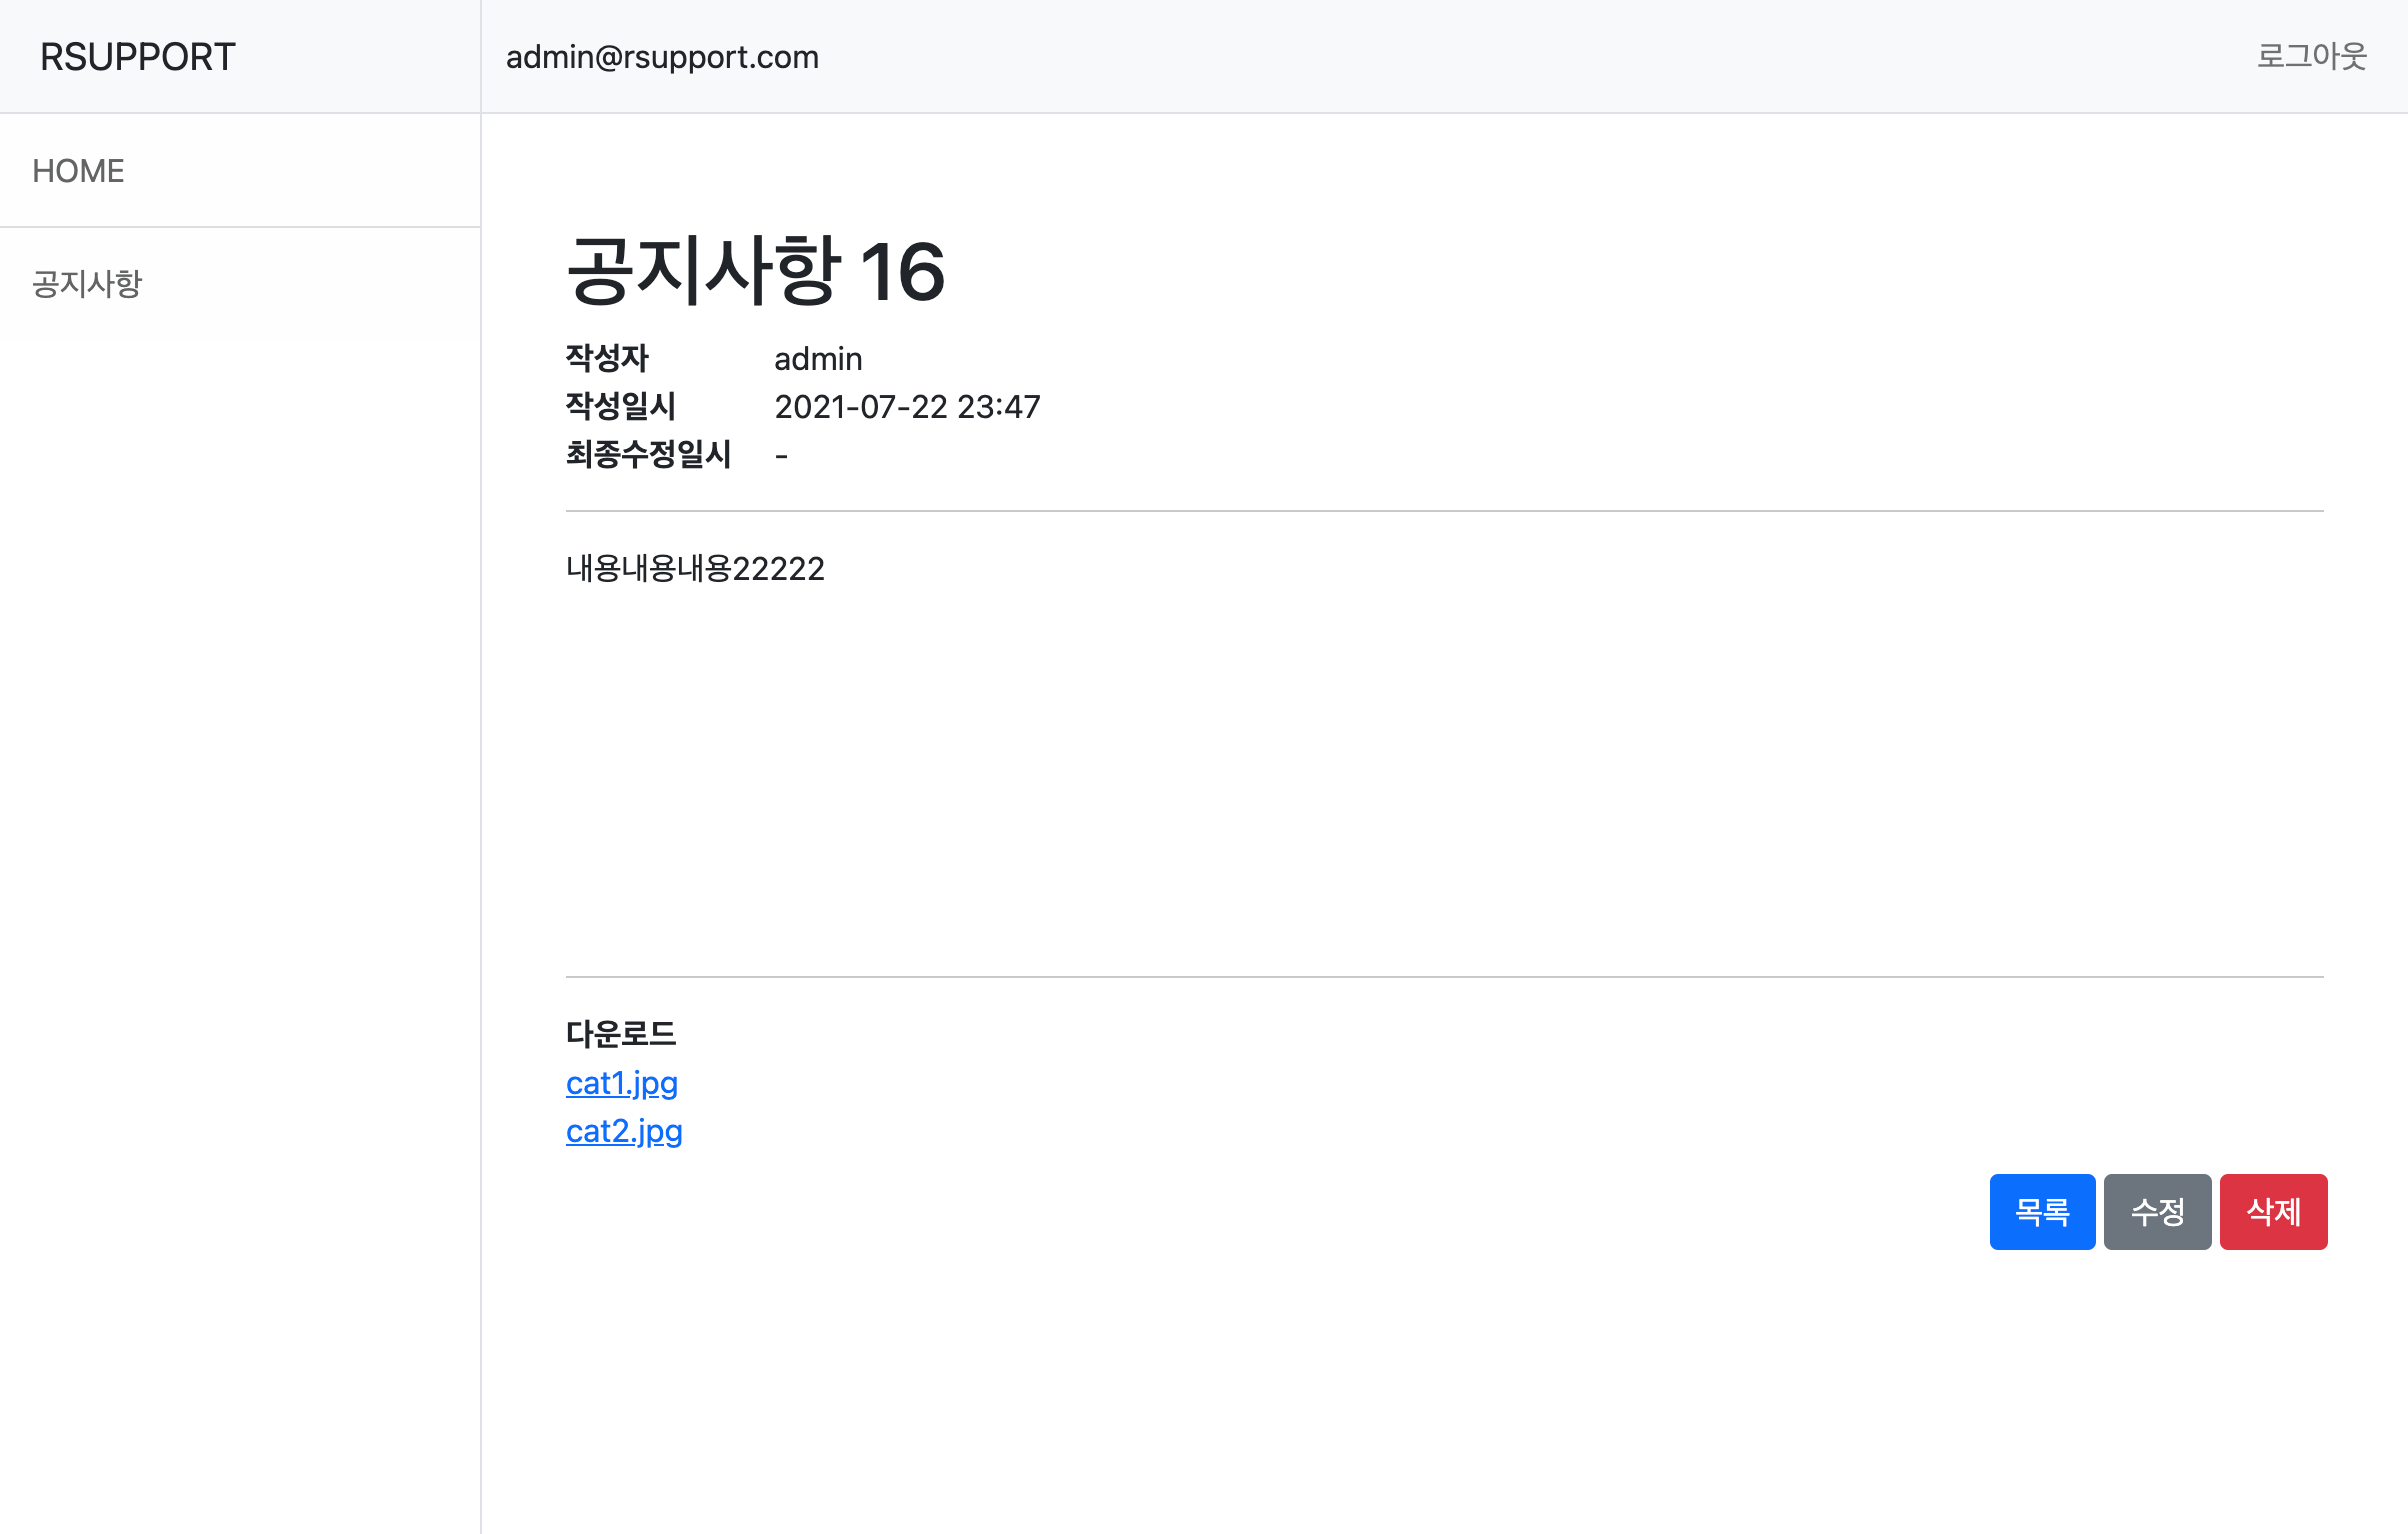 RSUPPORT
admin@rsupport.com
로그아웃
HOME
공지사항
공지사항 16
작성자 admin
작성일시 2021-07-22 23:47
최종수정일시 -
내용내용내용22222
다운로드
cat1.jpg
cat2.jpg
목록 수정 삭제